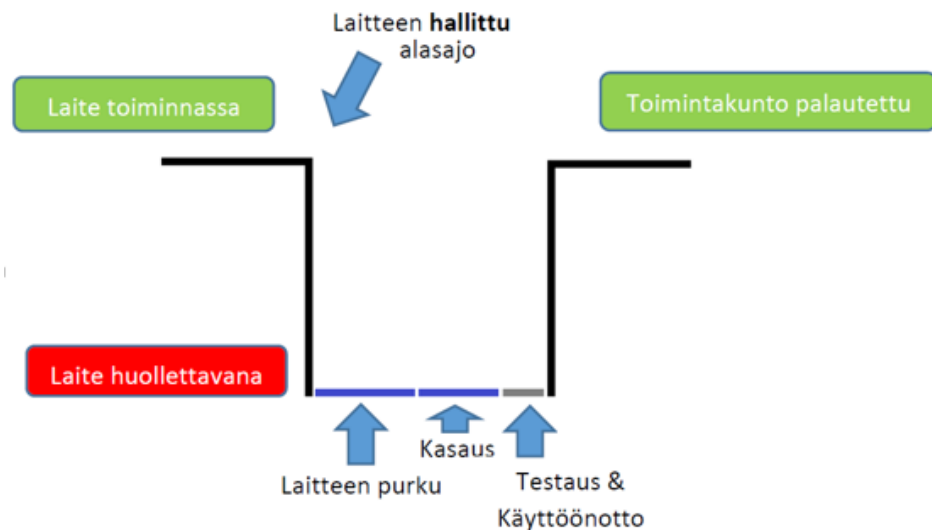 Laitteen hallittu
alasajo
Laite toiminnassa
Toimintakunto palautettu
Laite huollettavana
Kasaus
Laitteen purku
Testaus &
Käyttöönotto